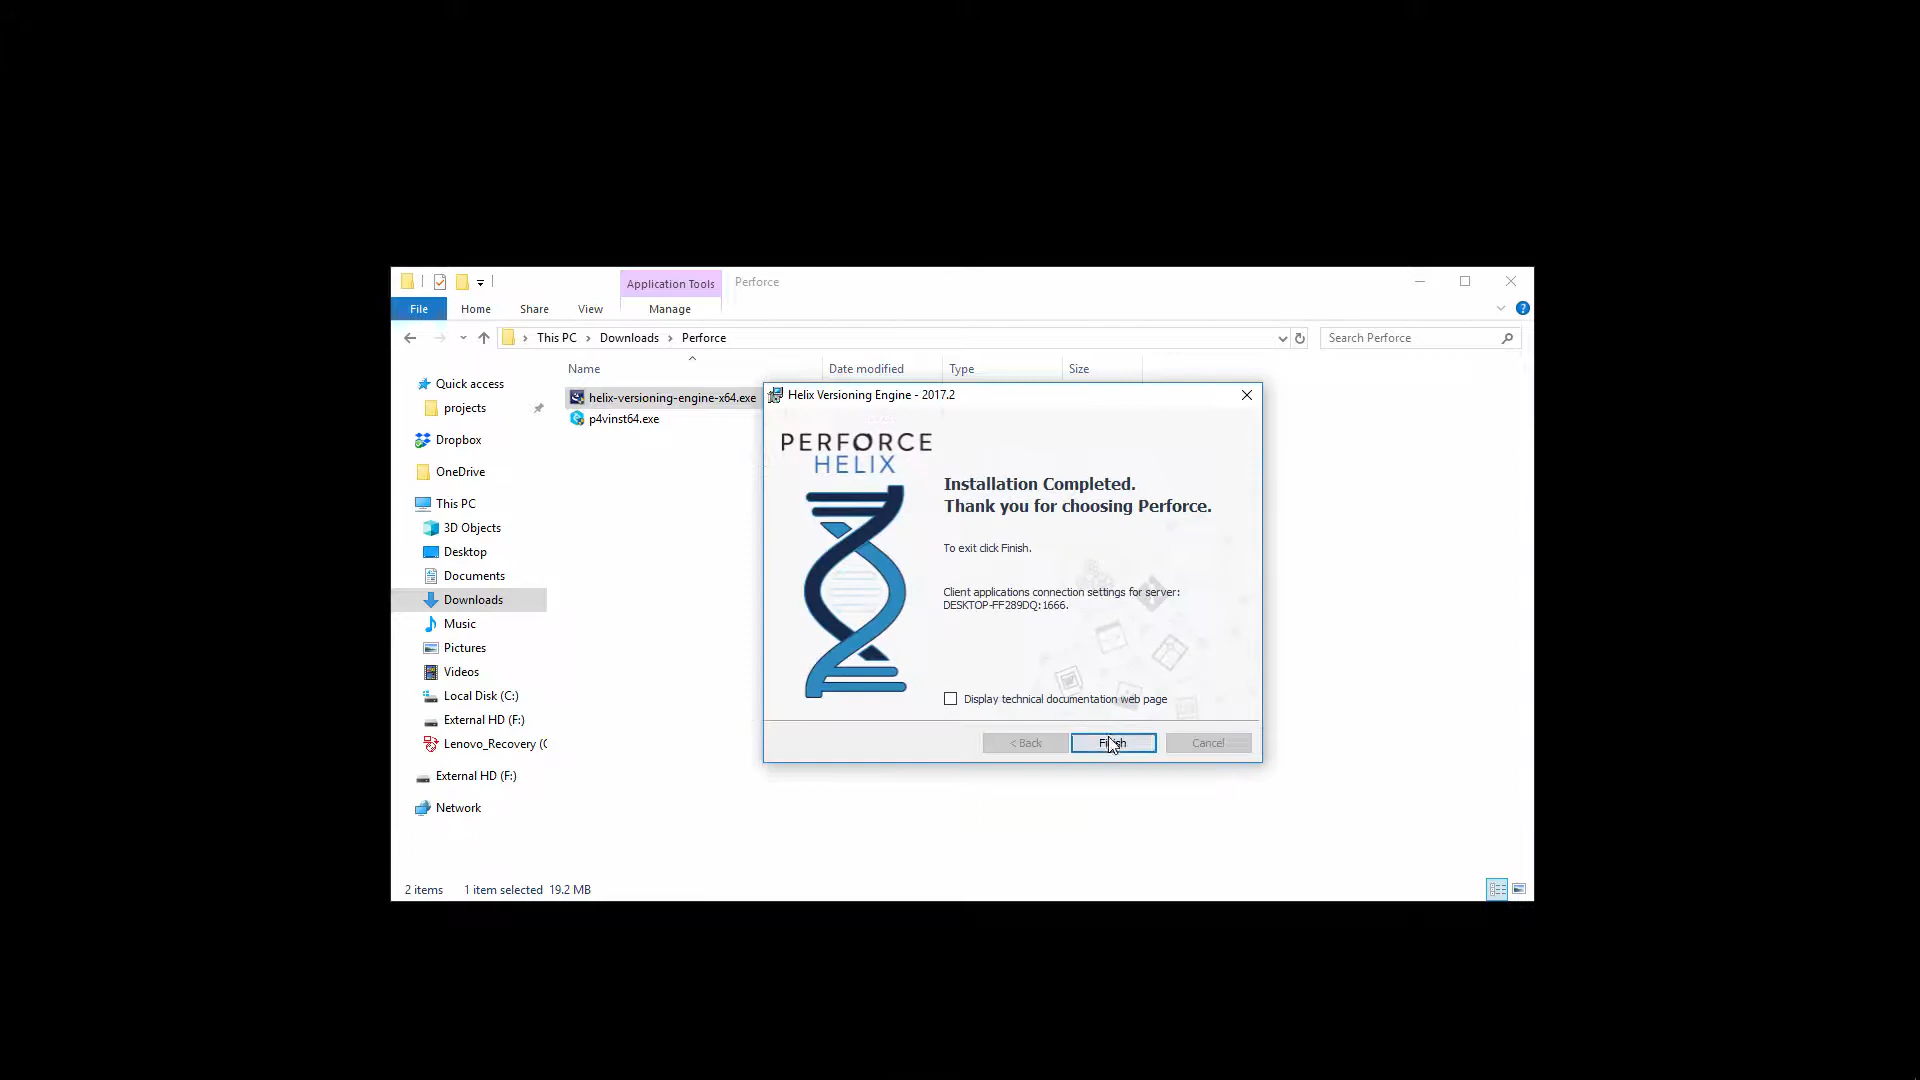 Application Tools
Perforce
File
Home
Share
View
Manage
This PC
Downloads
Perforce
Search Perforce
Name
Date modified
Type
Size
Quick access
projects
Dropbox
OneDrive
This PC
3D Objects
Desktop
Documents
Downloads
Music
Pictures
Videos
Local Disk (C:)
External HD (F:)
Lenovo_Recovery (
External HD (F:)
Network
helix-versioning-engine-x64.exe
p4vinst64.exe
Helix Versioning Engine - 2017.2
PERFORCE
HELIX
Installation Completed.
Thank you for choosing Perforce.
To exit click Finish.
Client applications connection settings for server:
DESKTOP-FF289DQ:1666.
Display technical documentation web page
< Back
Finish
Cancel
2 items
1 item selected 19.2 MB